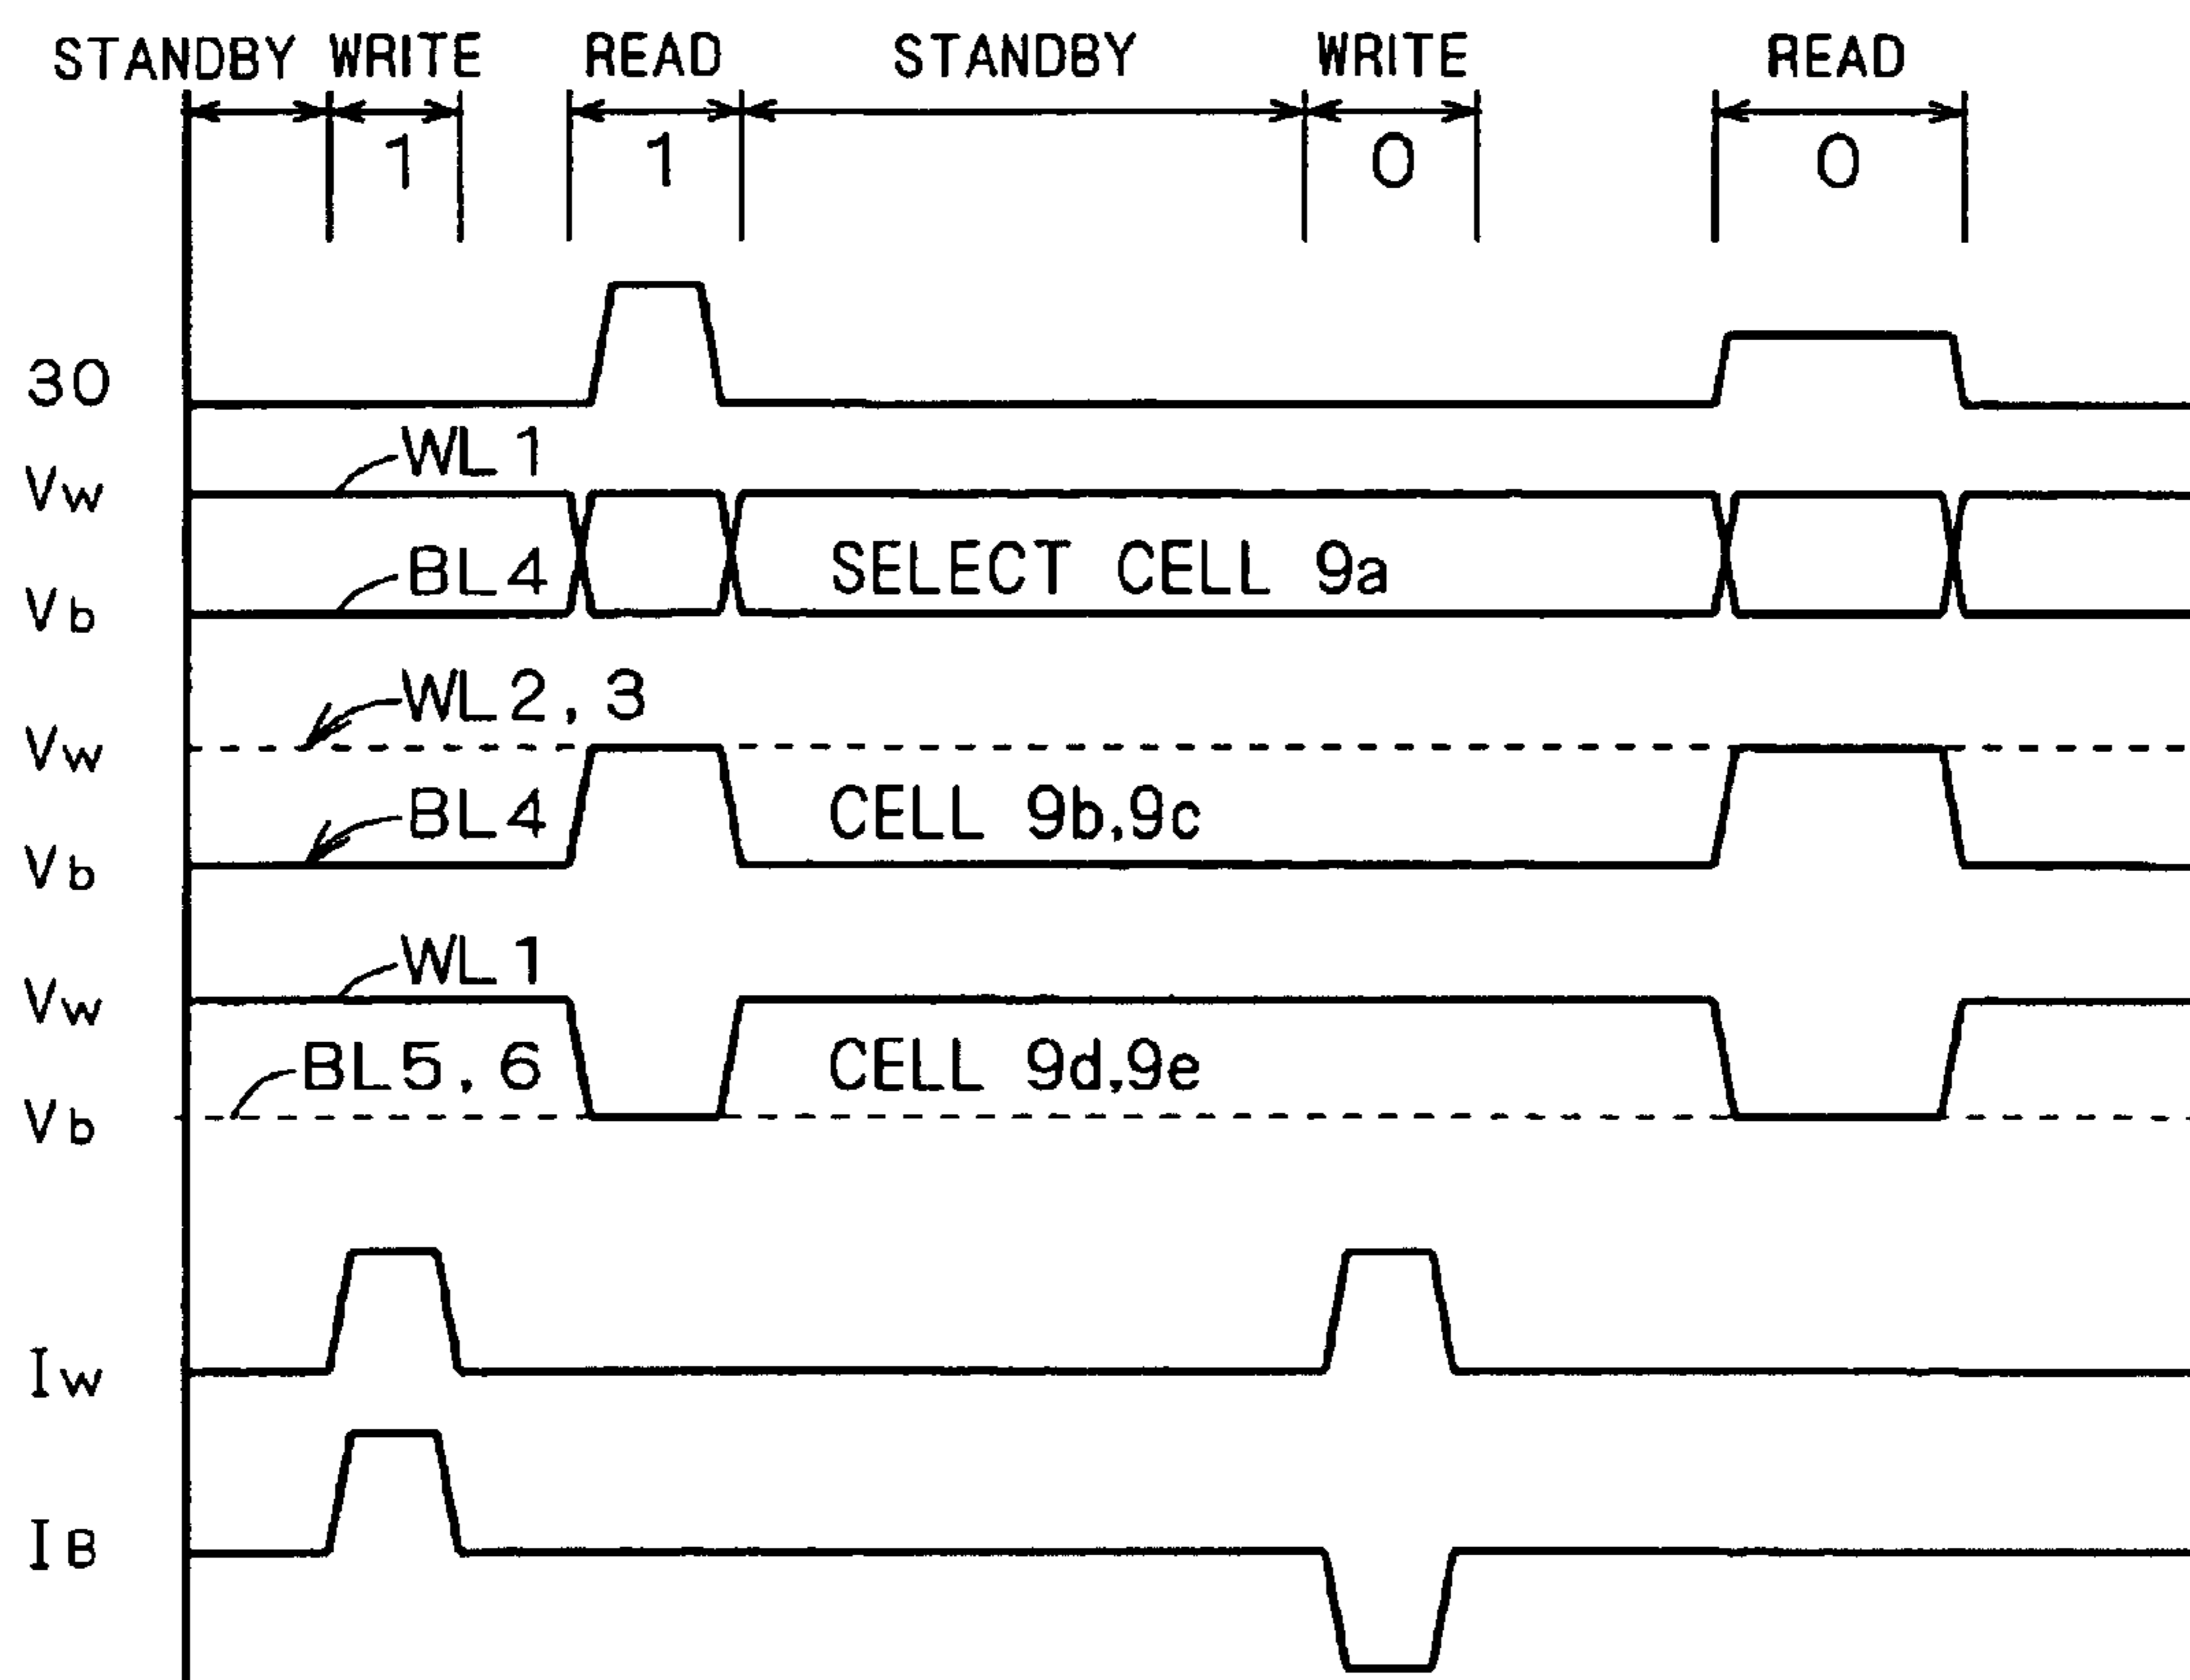 STANDBY WRITE READ STANDBY WRITE READ
1 1 0 0
30
WL1
Vw
BL4 SELECT CELL 9a
Vb
WL2,3
Vw
BL4 CELL 9b,9c
Vb
WL1
Vw
BL5,6 CELL 9d,9e
Vb
Iw
IB